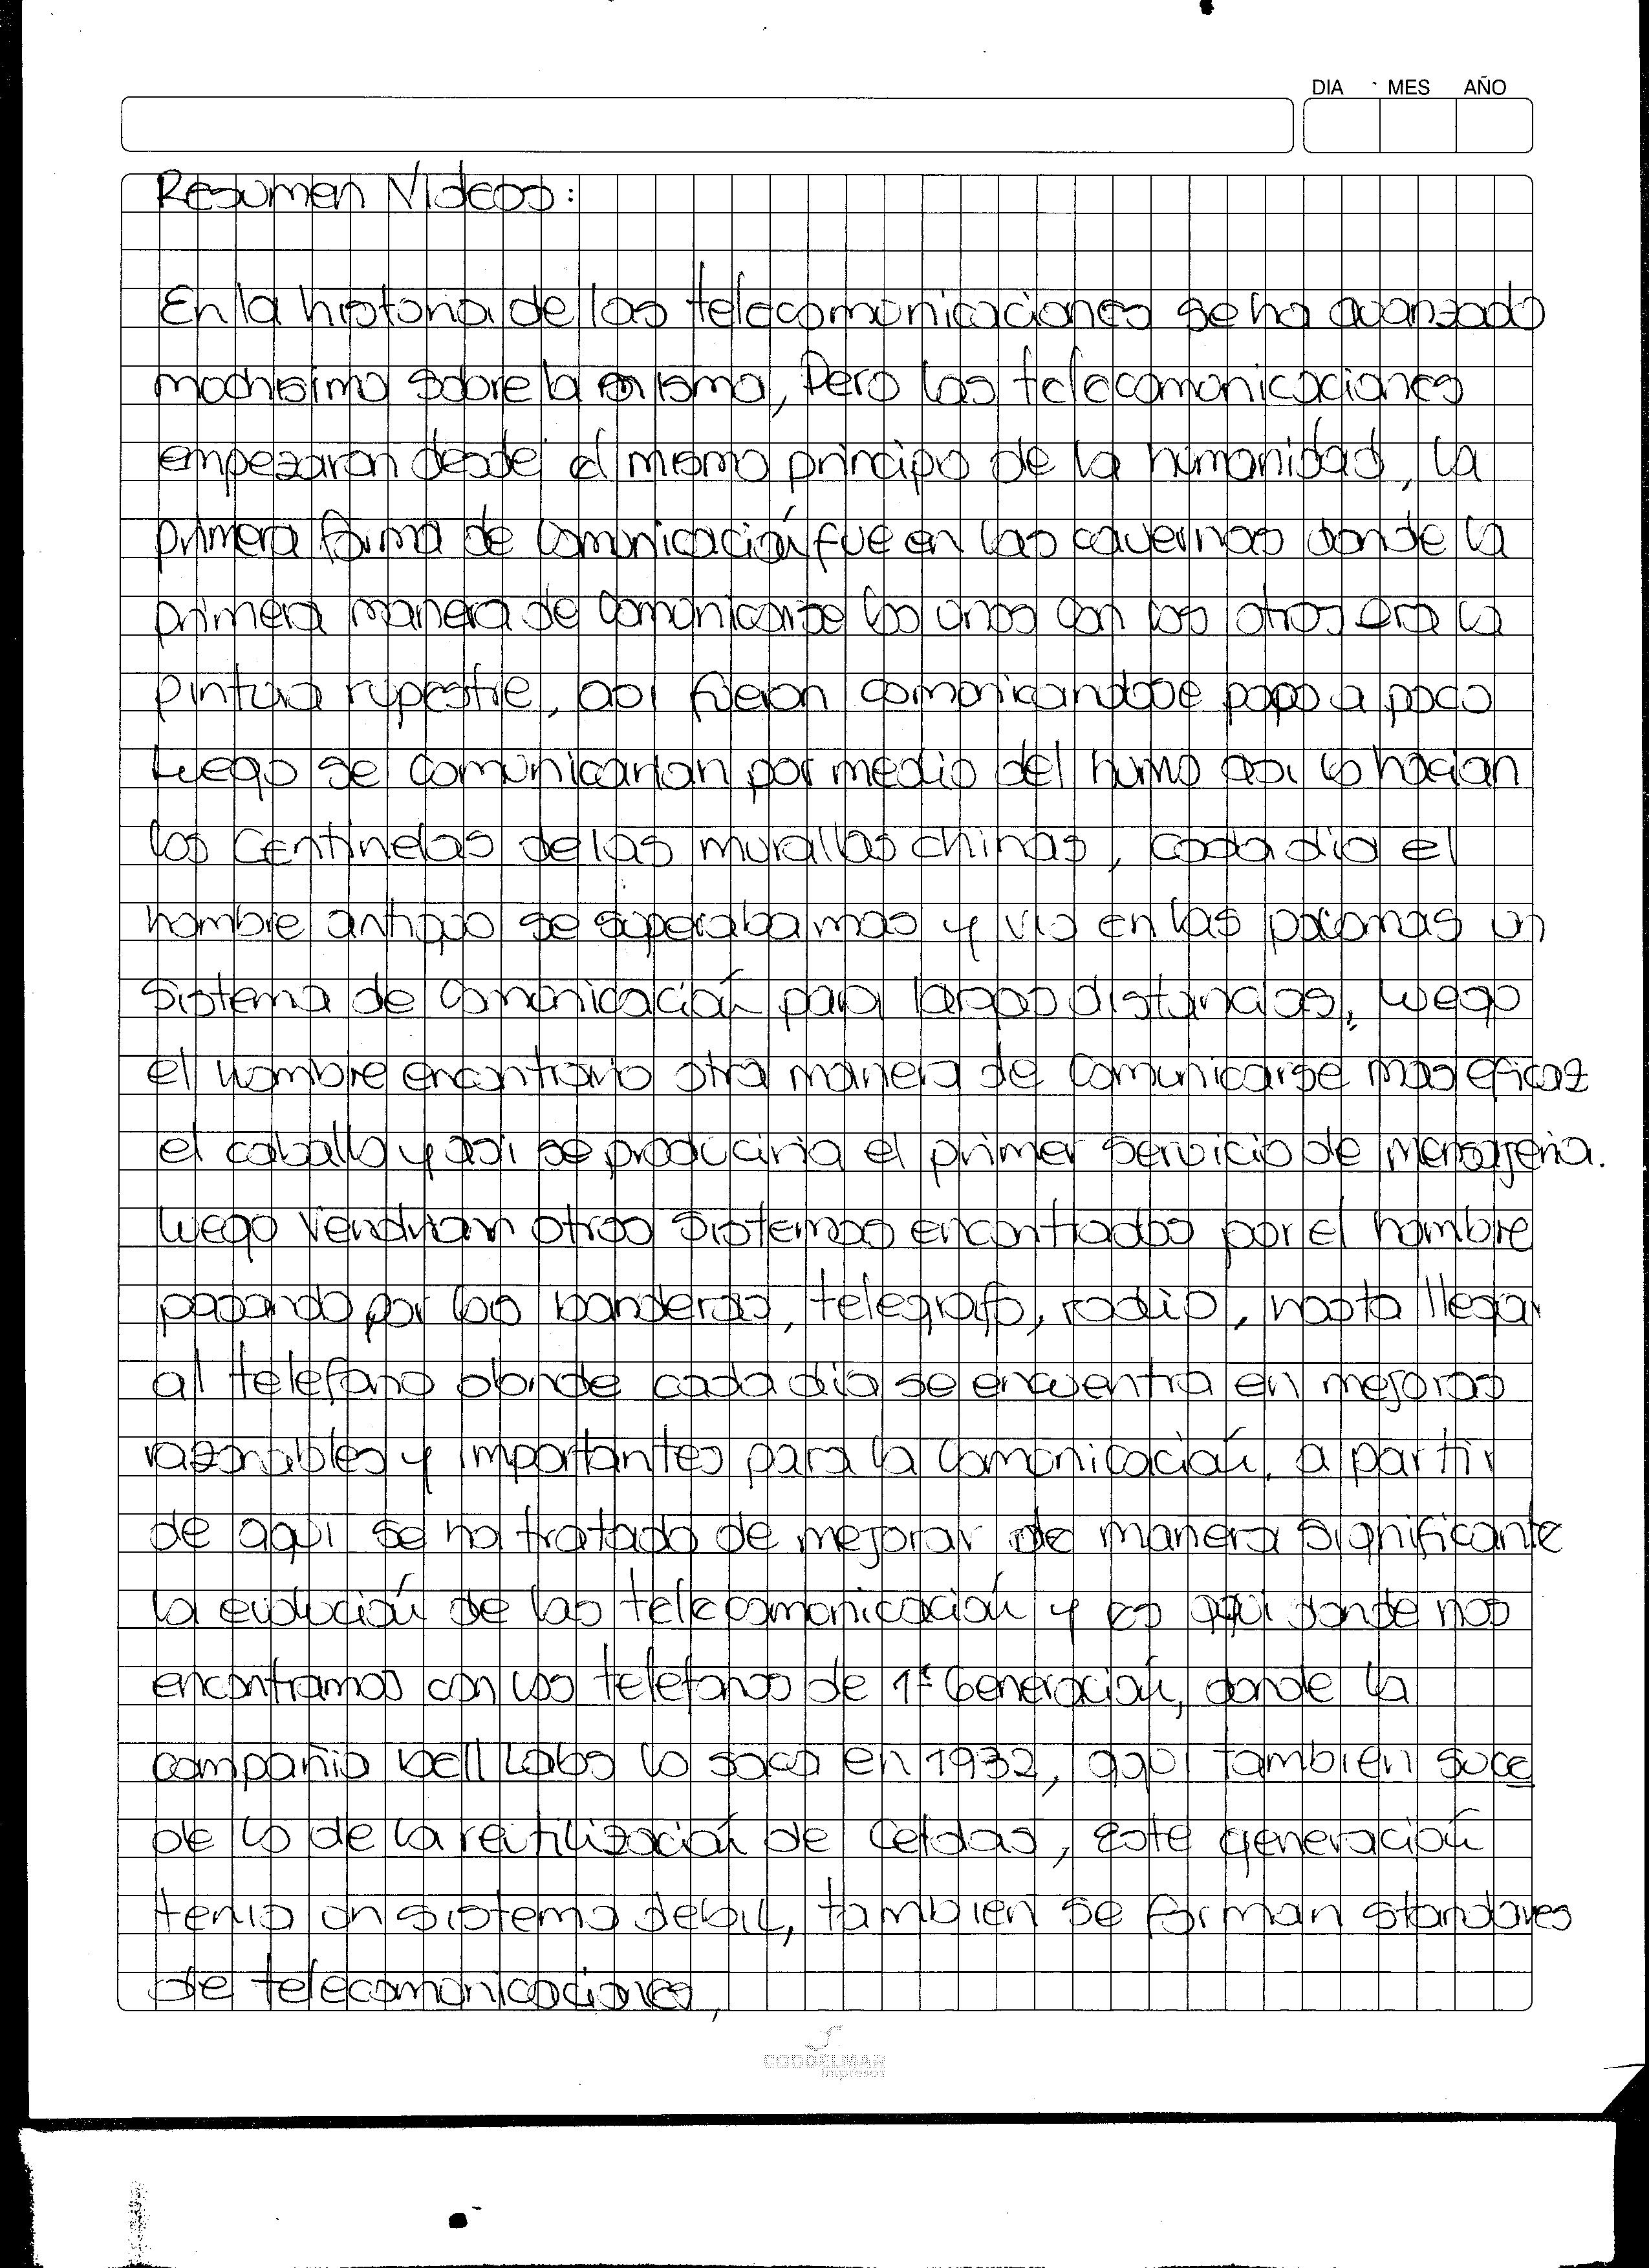 DIA MES AÑO
Resumen Videos:
En la historia de las telecomunicaciones se ha avanzado
muchisimo sobre la misma, Pero las telecomunicaciones
empezaron desde el mismo principio de la humanidad, la
primera forma de comunicación fue en las cavernas donde la
primera manera de comunicarse los unos con los otros era la
pintura rupestre, asi fueron comunicandose poco a poco
Luego se comunicarian por medio del humo asi lo hacian
los Centinelas de las murallas chinas, cada dia el
hombre antiguo se superaba mas y vio en las palomas un
sistema de comunicación para largas distancias, luego
el hombre encontrario otra manera de comunicarse mas eficaz
el caballo y asi se produciria el primer servicio de mensajeria.
Luego vendrian otros sistemas encontrados por el hombre
pasando por las banderas, telegrafo, radio, hasta llegar
al telefono donde cada dia se encuentra en mejoras
razonables y importantes para la comunicación, a partir
de aqui se ha tratado de mejorar de manera significante
la evolución de las telecomunicación y es aqui donde nos
encontramos con los telefonos de 1ª Generación, donde la
compañia bell Labs lo saca en 1932, aqui tambien suce
de lo de la reutilización de celdas, este generación
tenia un sistema debil, tambien se forman standares
de telecomunicaciones,
CODDELMAN
Impresos